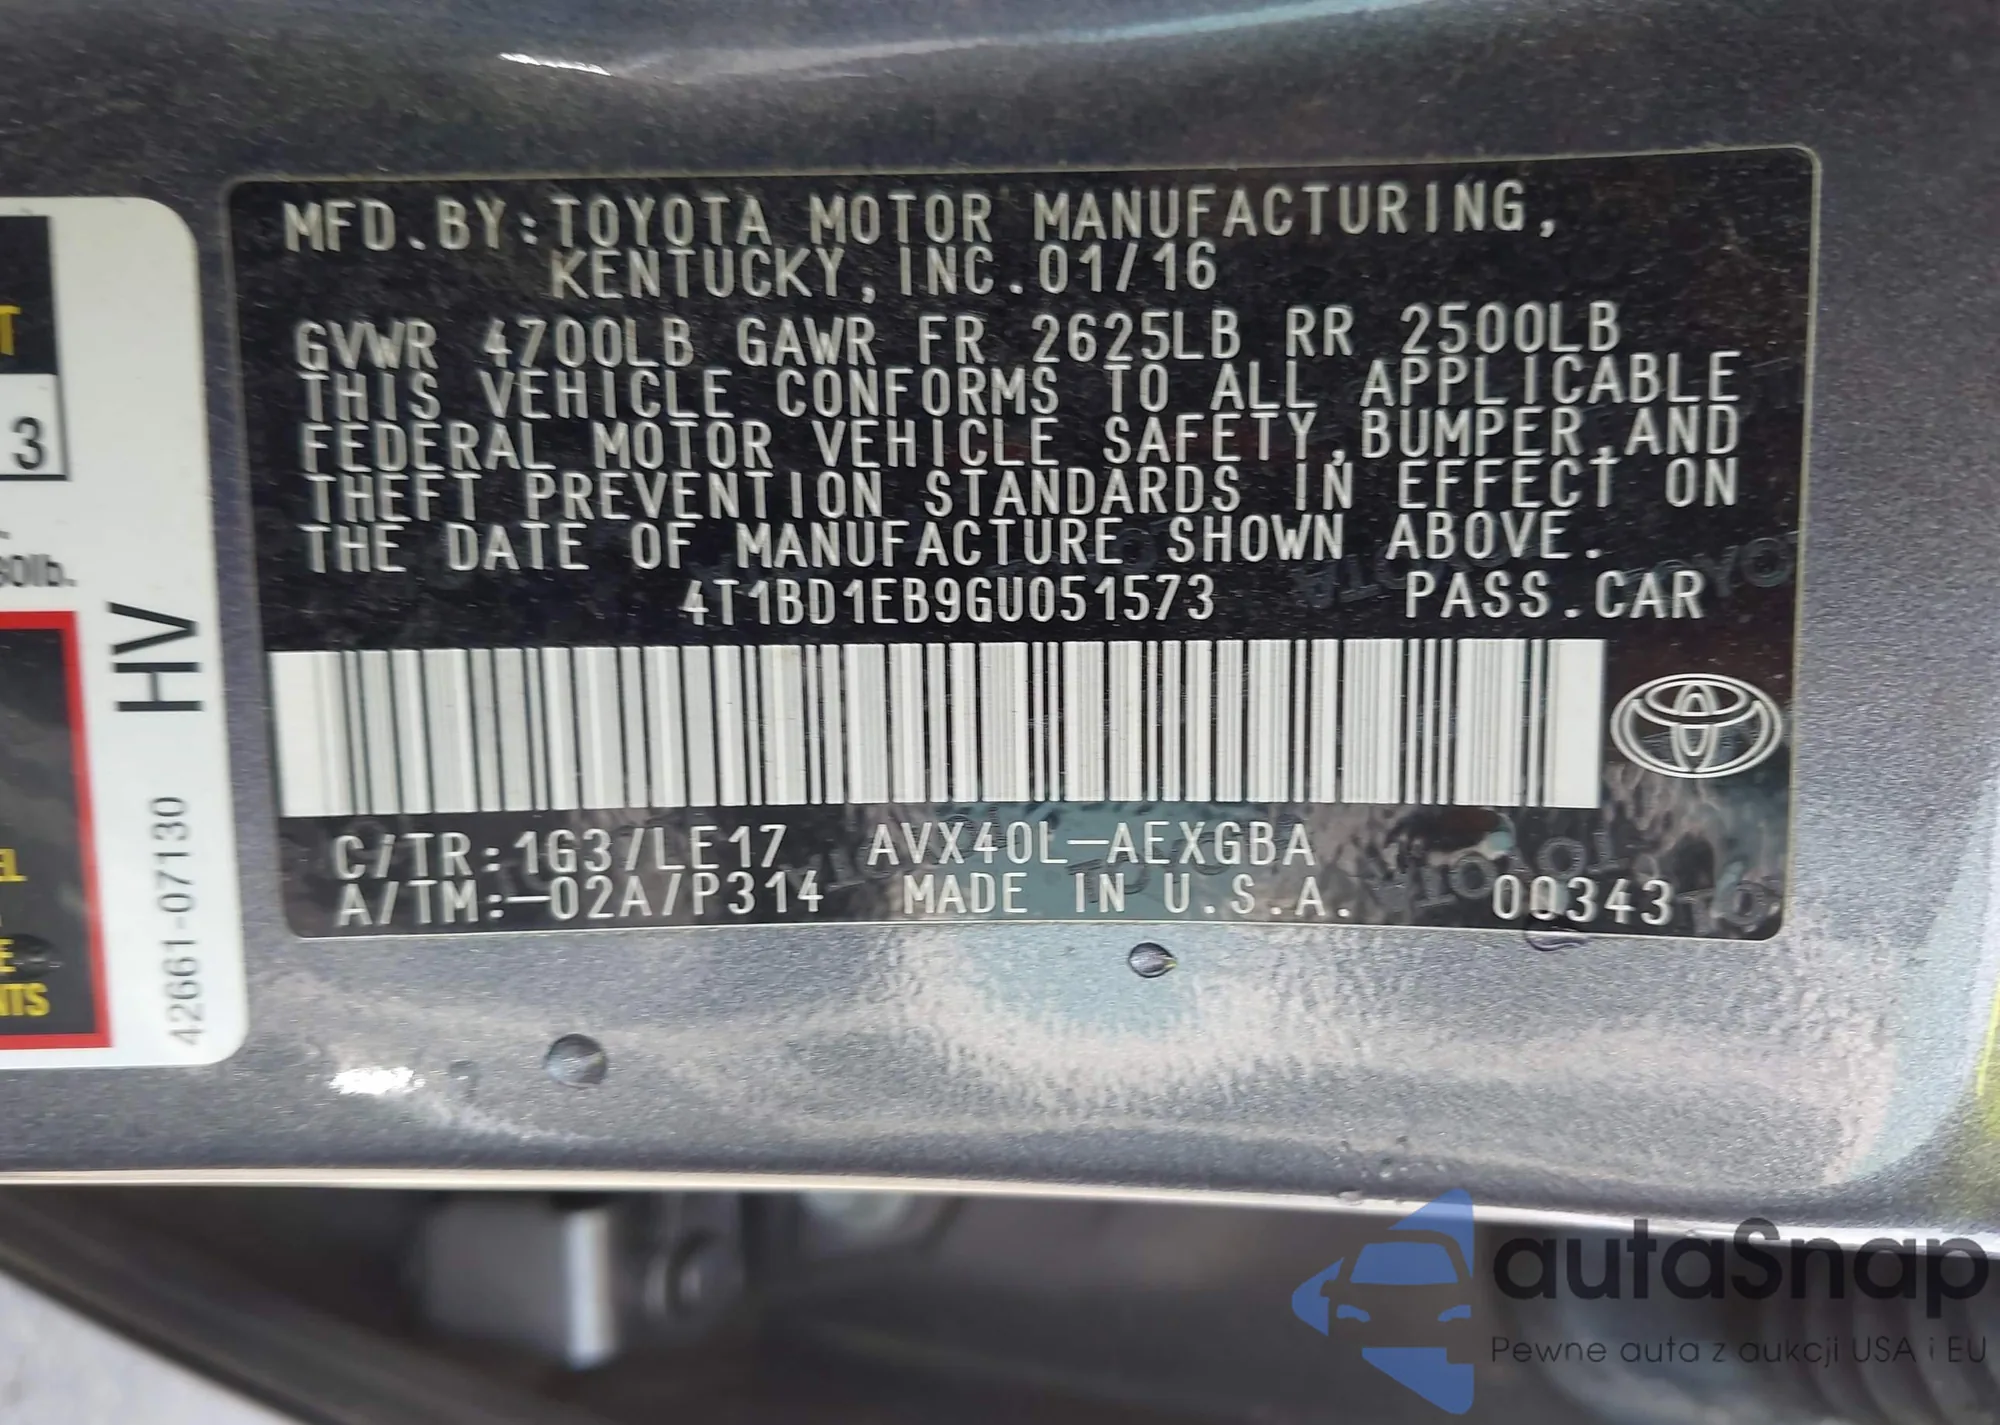 MFD.BY:TOYOTA MOTOR MANUFACTURING,
KENTUCKY, INC.01/16
GVWR 4700LB GAWR FR 2625LB RR 2500LB
THIS VEHICLE CONFORMS TO ALL APPLICABLE
FEDERAL MOTOR VEHICLE SAFETY,BUMPER,AND
THEFT PREVENTION STANDARDS IN EFFECT ON
THE DATE OF MANUFACTURE SHOWN ABOVE.
4T1BD1EB9GU051573 PASS.CAR
C/TR:1G3/LE17 AVX40L-AEXGBA
A/TM:-02A/P314 MADE IN U.S.A. 00343
3
HV
42661-07130
autaSnap
Pewne auta z aukcji USA i EU